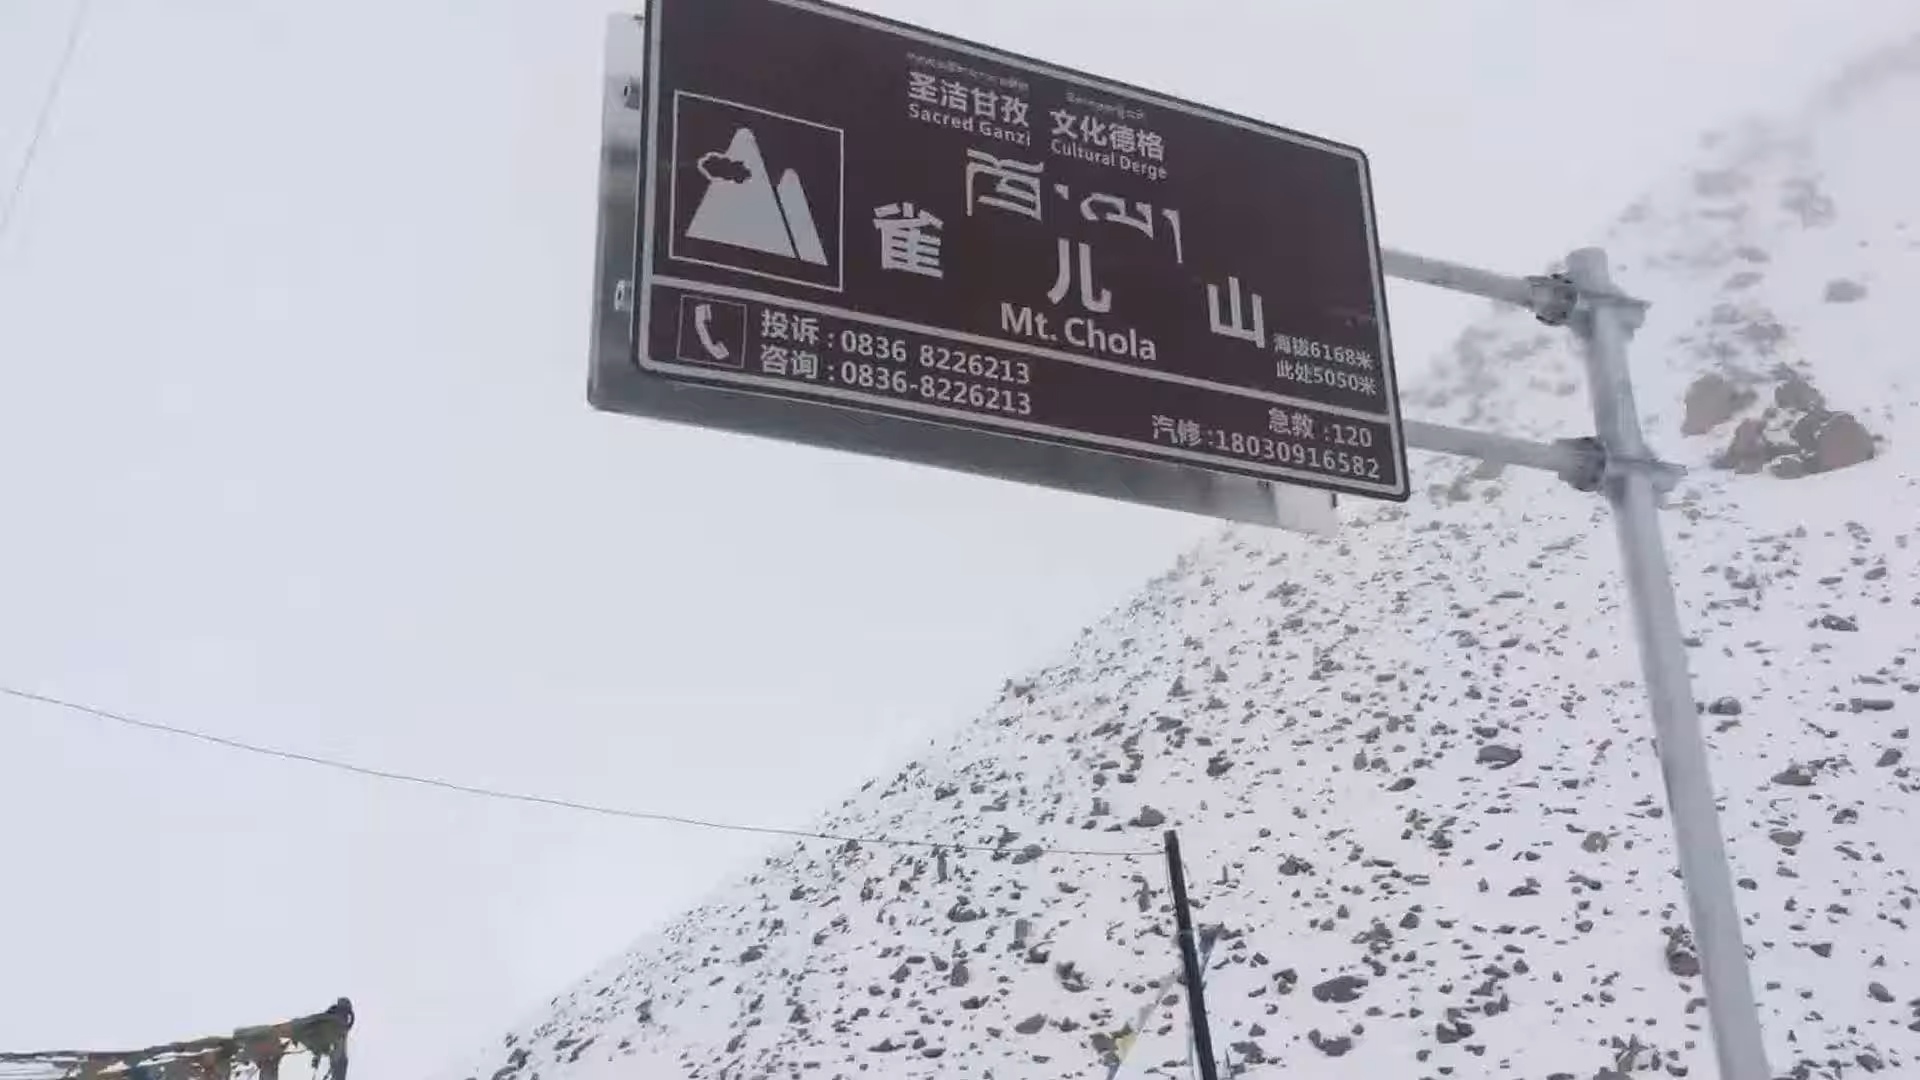 圣洁甘孜 文化德格
Sacred Ganzi Cultural Derge
雀儿山
Mt. Chola
海拔6168米
此处5050米
投诉:0836 8226213
咨询:0836-8226213
急救:120
汽修:18030916582